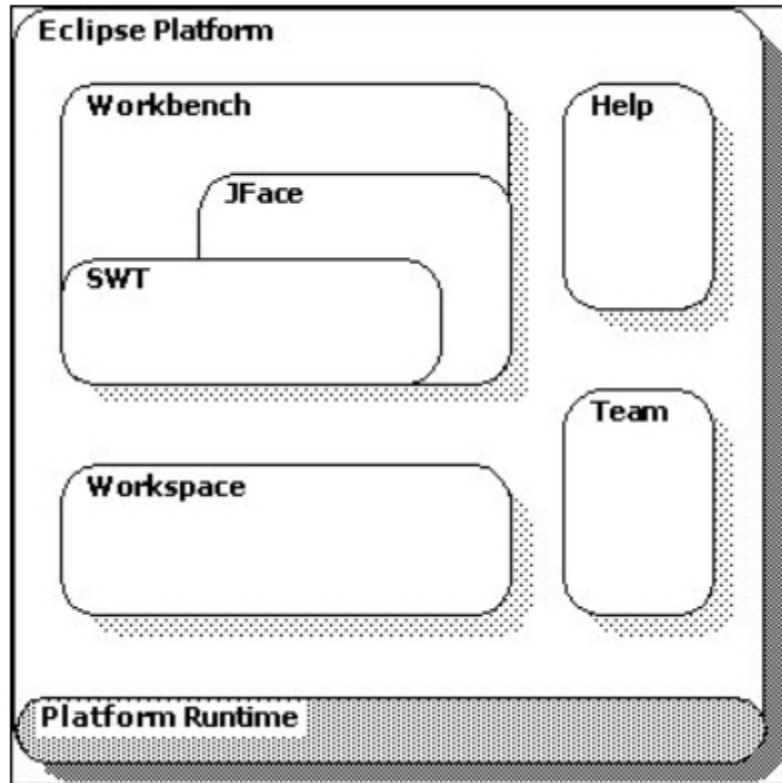 Eclipse Platform
Workbench
Help
JFace
SWT
Team
Workspace
Platform Runtime